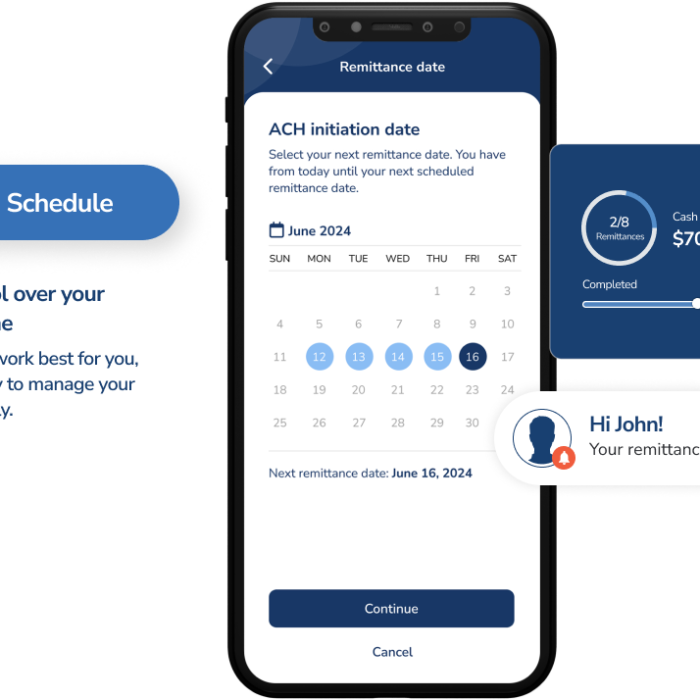 Schedule
over your
work best for you,
to manage your
Remittance date
ACH initiation date
Select your next remittance date. You have
from today until your next scheduled
remittance date.
June 2024
SUN MON TUE WED THU FRI SAT
1 2 3
4 5 6 7 8 9 10
11 12 13 14 15 16 17
18 19 20 21 22 23 24
25 26 27 28 29 30
Next remittance date: June 16, 2024
Continue
Cancel
2/8
Remittances
Cash
$70
Completed
Hi John!
Your remittanc